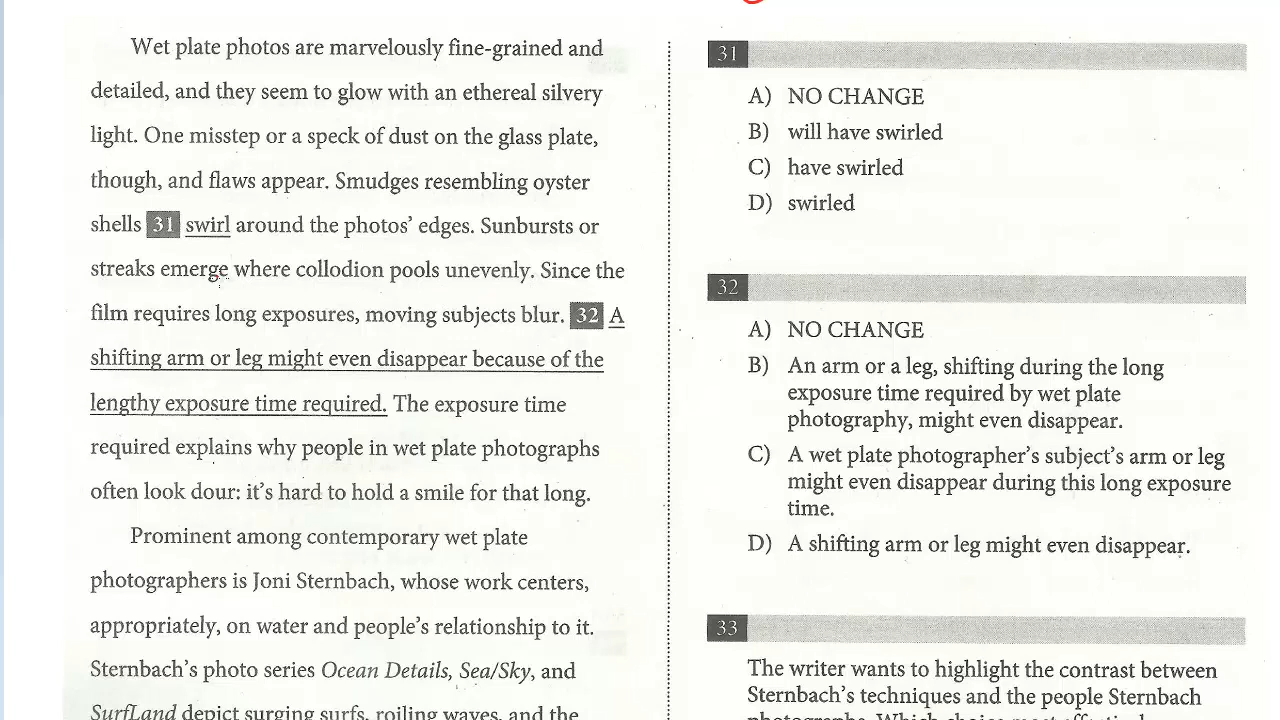 Wet plate photos are marvelously fine-grained and
detailed, and they seem to glow with an ethereal silvery
light. One misstep or a speck of dust on the glass plate,
though, and flaws appear. Smudges resembling oyster
shells 31 swirl around the photos' edges. Sunbursts or
streaks emerge where collodion pools unevenly. Since the
film requires long exposures, moving subjects blur. 32 A
shifting arm or leg might even disappear because of the
lengthy exposure time required. The exposure time
required explains why people in wet plate photographs
often look dour: it's hard to hold a smile for that long.
Prominent among contemporary wet plate
photographers is Joni Sternbach, whose work centers,
appropriately, on water and people's relationship to it.
Sternbach's photo series Ocean Details, Sea/Sky, and
SurfLand depict surging surfs, roiling waves, and the
31
A) NO CHANGE
B) will have swirled
C) have swirled
D) swirled
32
A) NO CHANGE
B) An arm or a leg, shifting during the long
exposure time required by wet plate
photography, might even disappear.
C) A wet plate photographer's subject's arm or leg
might even disappear during this long exposure
time.
D) A shifting arm or leg might even disappear.
33
The writer wants to highlight the contrast between
Sternbach's techniques and the people Sternbach
photographs. Which choice most effectively